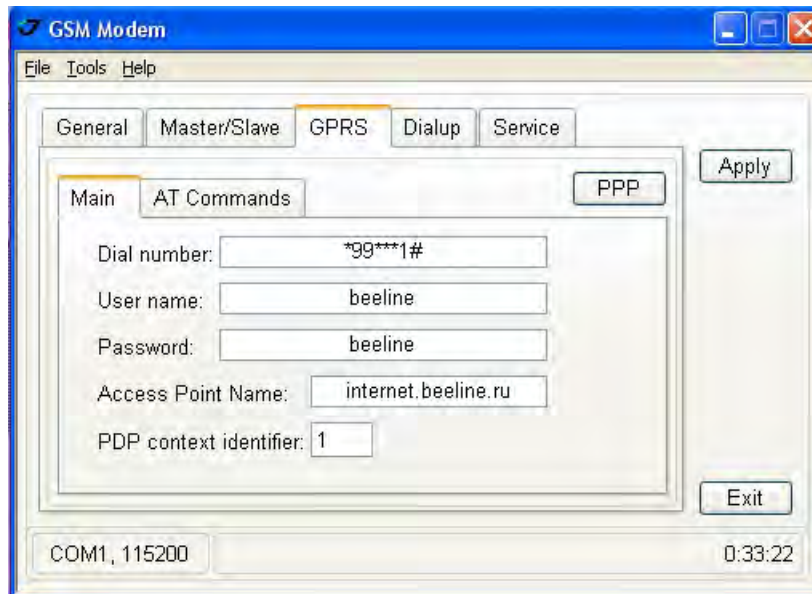 GSM Modem
File Tools Help
General Master/Slave GPRS Dialup Service
Apply
PPP
Main AT Commands
Dial number: *99***1#
User name: beeline
Password: beeline
Access Point Name: internet.beeline.ru
PDP context identifier: 1
Exit
COM1, 115200 0:33:22